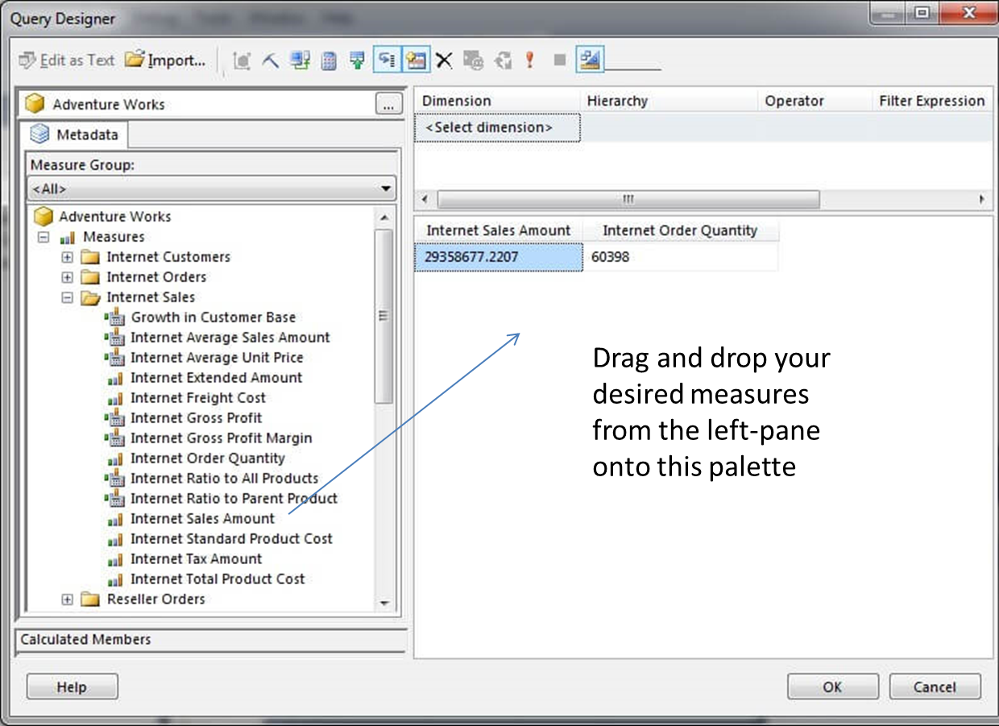 Query Designer
Edit as Text Import...
Adventure Works ...
Metadata
Measure Group:
<All>
Adventure Works
Measures
Internet Customers
Internet Orders
Internet Sales
Growth in Customer Base
Internet Average Sales Amount
Internet Average Unit Price
Internet Extended Amount
Internet Freight Cost
Internet Gross Profit
Internet Gross Profit Margin
Internet Order Quantity
Internet Ratio to All Products
Internet Ratio to Parent Product
Internet Sales Amount
Internet Standard Product Cost
Internet Tax Amount
Internet Total Product Cost
Reseller Orders
Calculated Members
Dimension Hierarchy Operator Filter Expression
<Select dimension>
Internet Sales Amount Internet Order Quantity
29358677.2207 60398
Drag and drop your
desired measures
from the left-pane
onto this palette
Help OK Cancel